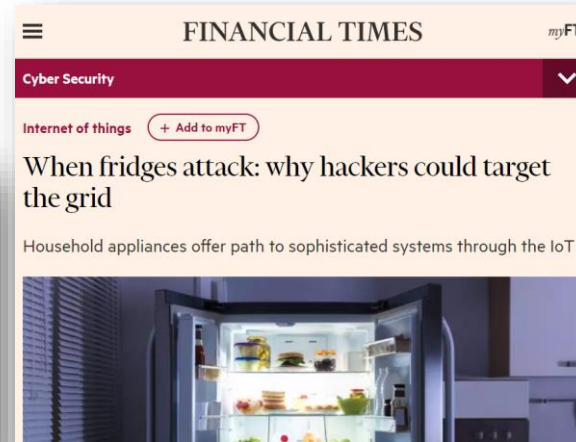 FINANCIAL TIMES
myFT
Cyber Security
Internet of things
+ Add to myFT
When fridges attack: why hackers could target
the grid
Household appliances offer path to sophisticated systems through the IoT